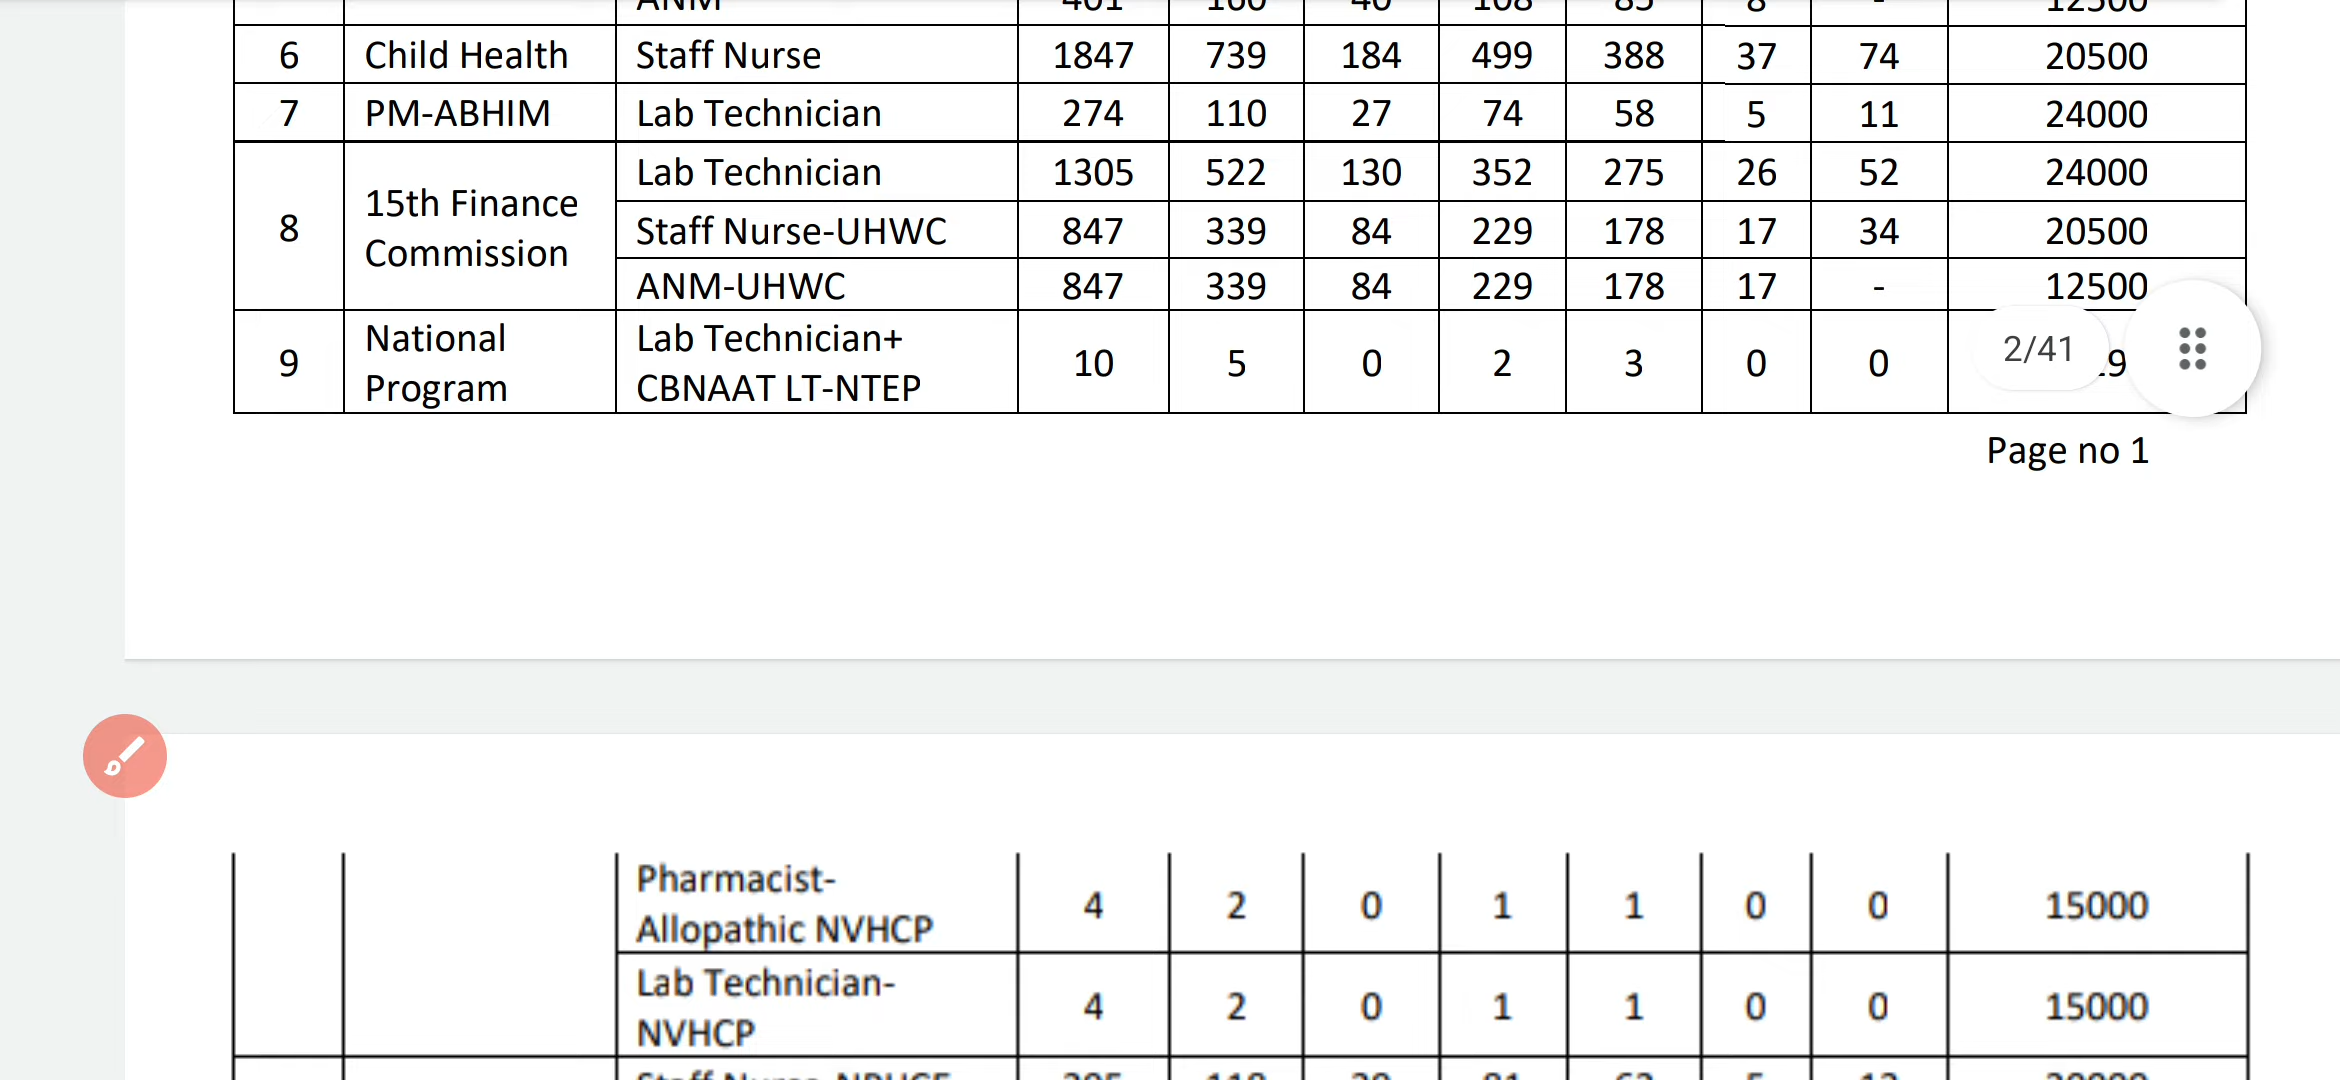 6 Child Health Staff Nurse 1847 739 184 499 388 37 74 20500
7 PM-ABHIM Lab Technician 274 110 27 74 58 5 11 24000
8 15th Finance Commission Lab Technician 1305 522 130 352 275 26 52 24000
Staff Nurse-UHWC 847 339 84 229 178 17 34 20500
ANM-UHWC 847 339 84 229 178 17 - 12500
9 National Program Lab Technician+ CBNAAT LT-NTEP 10 5 0 2 3 0 0
2/41
Page no 1
Pharmacist- Allopathic NVHCP 4 2 0 1 1 0 0 15000
Lab Technician- NVHCP 4 2 0 1 1 0 0 15000